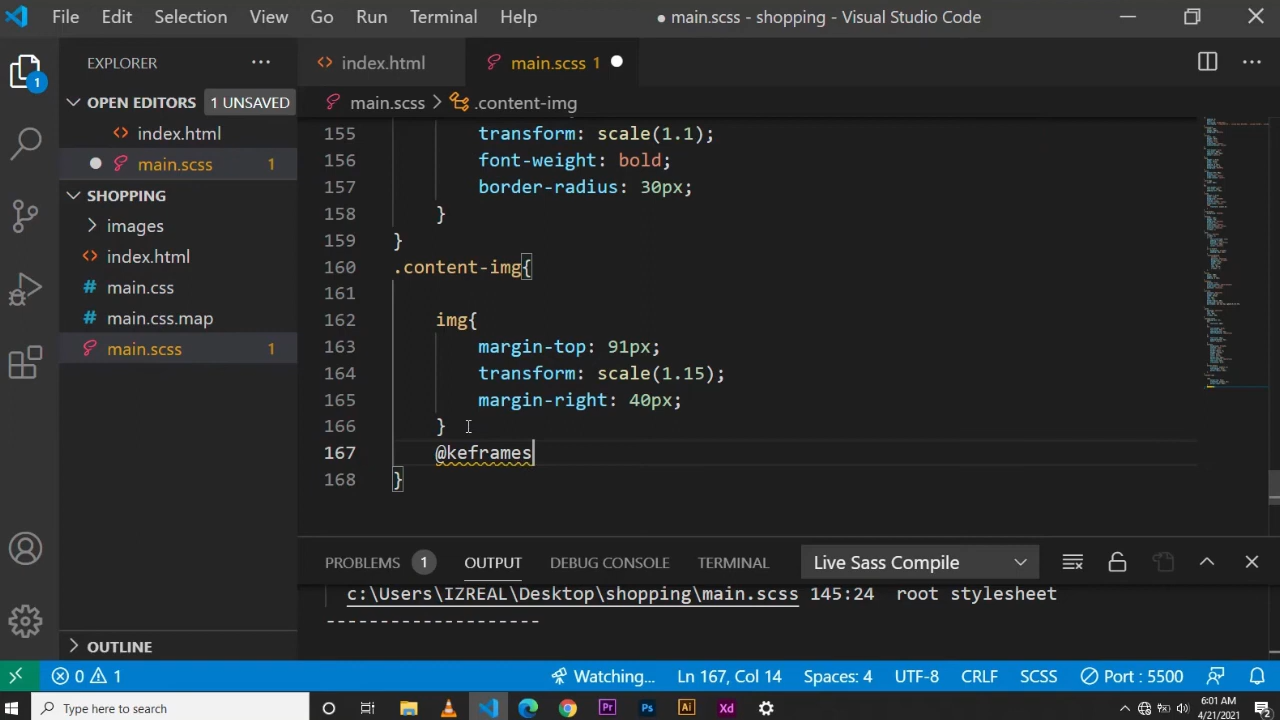 File Edit Selection View Go Run Terminal Help ● main.scss - shopping - Visual Studio Code
EXPLORER
index.html
main.scss 1
OPEN EDITORS 1 UNSAVED
main.scss > .content-img
index.html
main.scss 1
SHOPPING
images
index.html
main.css
main.css.map
main.scss 1
OUTLINE
155 transform: scale(1.1);
156 font-weight: bold;
157 border-radius: 30px;
158 }
159 }
160 .content-img{
161
162 img{
163 margin-top: 91px;
164 transform: scale(1.15);
165 margin-right: 40px;
166 }
167 @keframes
168 }
PROBLEMS 1 OUTPUT DEBUG CONSOLE TERMINAL Live Sass Compile
c:\Users\IZREAL\Desktop\shopping\main.scss 145:24 root stylesheet
-------------------
0 1 Watching... Ln 167, Col 14 Spaces: 4 UTF-8 CRLF SCSS Port : 5500
Type here to search
Pr Ps Ai Xd
6:01 AM
4/21/2021
2
1